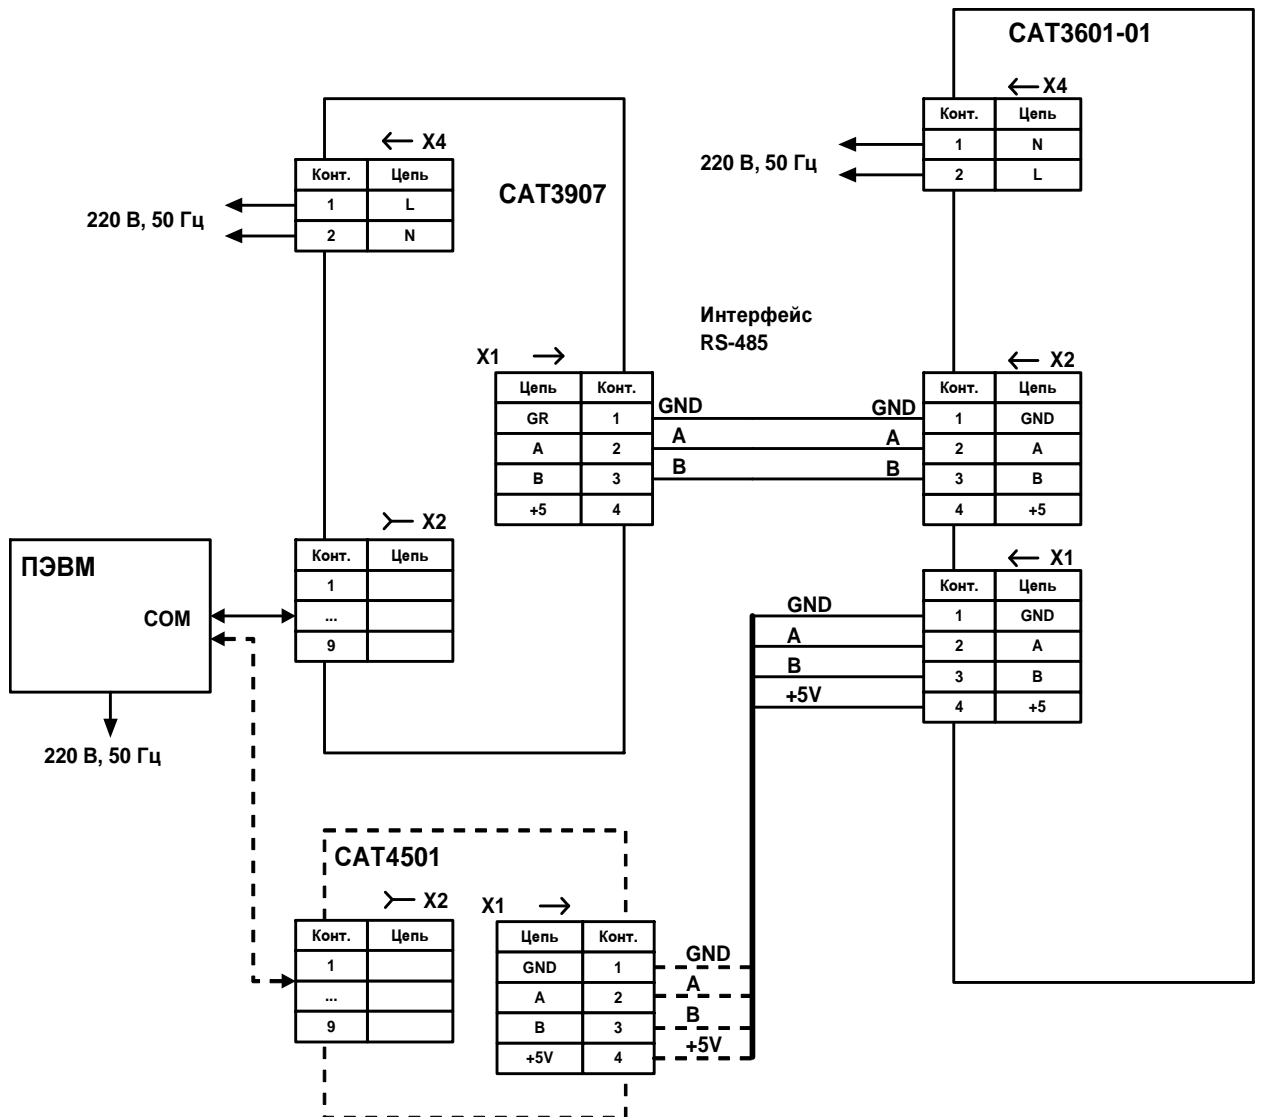 CAT3601-01
X4
Конт. Цепь
1 N
2 L
220 В, 50 Гц
X4
Конт. Цепь
1 L
2 N
CAT3907
220 В, 50 Гц
Интерфейс
RS-485
X1
Цепь Конт.
GR 1
A 2
B 3
+5 4
GND GND
A A
B B
X2
Конт. Цепь
1 GND
2 A
3 B
4 +5
X2
Конт. Цепь
1
...
9
ПЭВМ
COM
220 В, 50 Гц
X1
Конт. Цепь
1 GND
2 A
3 B
4 +5
GND
A
B
+5V
CAT4501
X2
Конт. Цепь
1
...
9
X1
Цепь Конт.
GND 1
A 2
B 3
+5V 4
GND
A
B
+5V